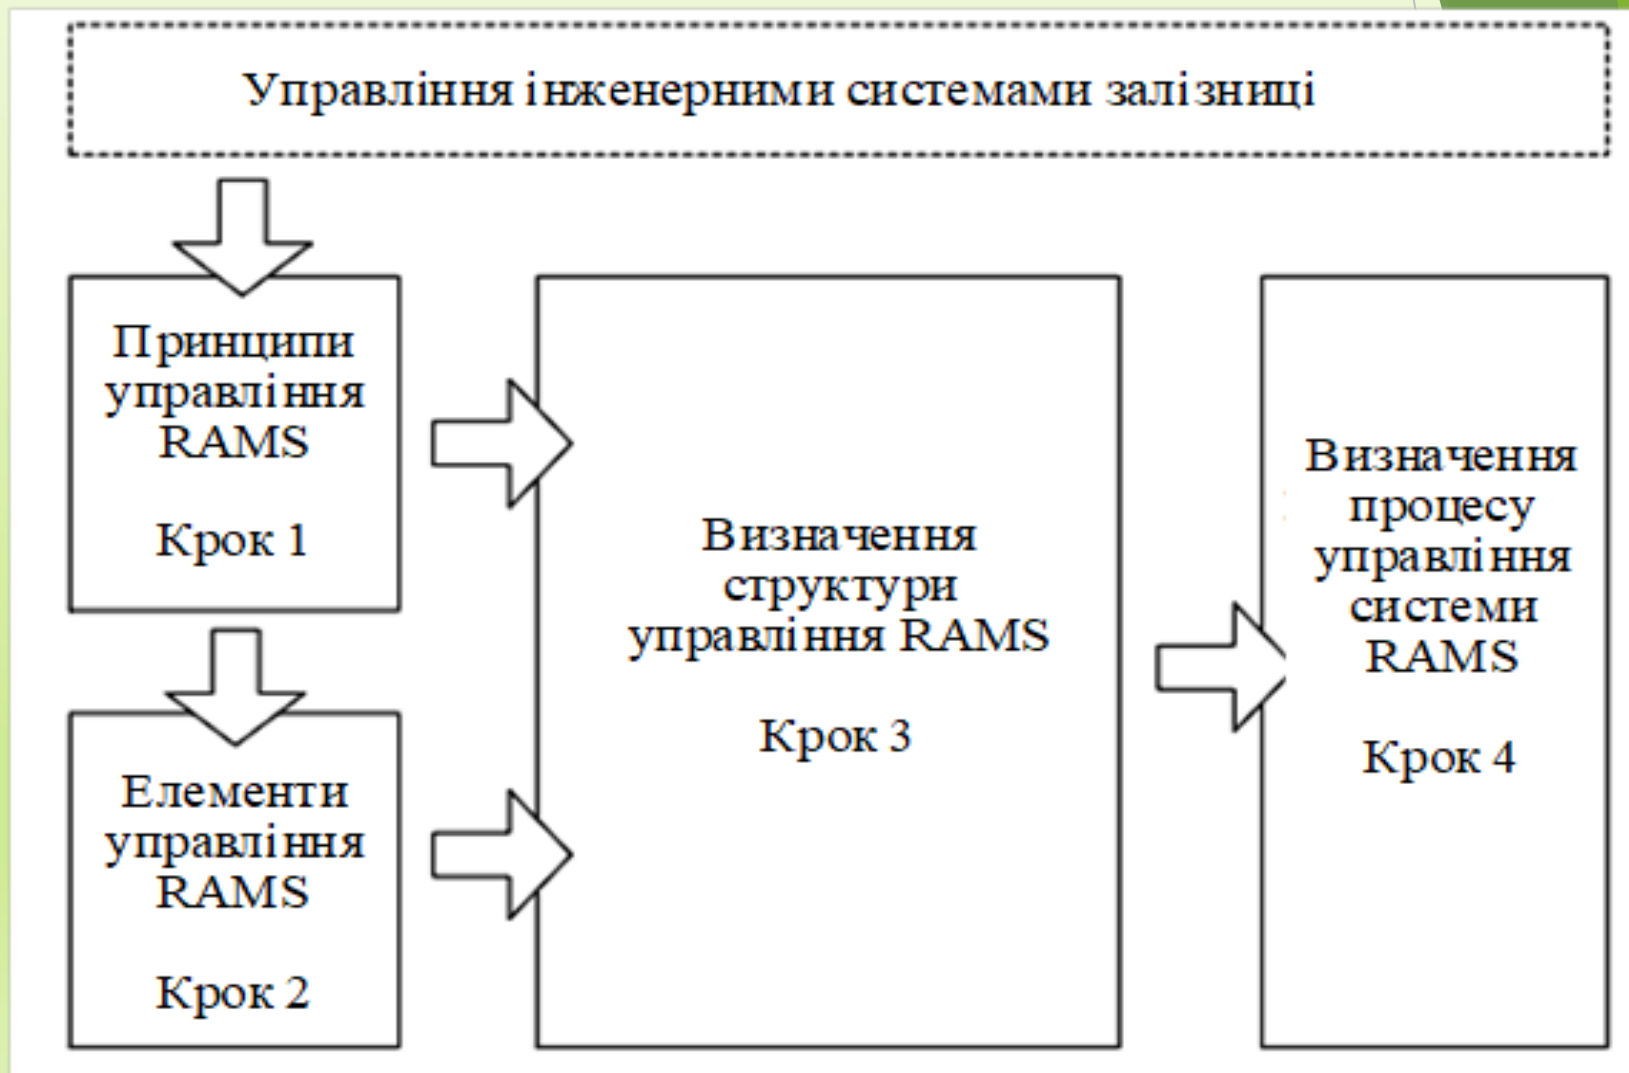 Управління інженерними системами залізниці
Принципи
управління
RAMS
Крок 1
Елементи
управління
RAMS
Крок 2
Визначення
структури
управління RAMS
Крок 3
Визначення
процесу
управління
системи
RAMS
Крок 4